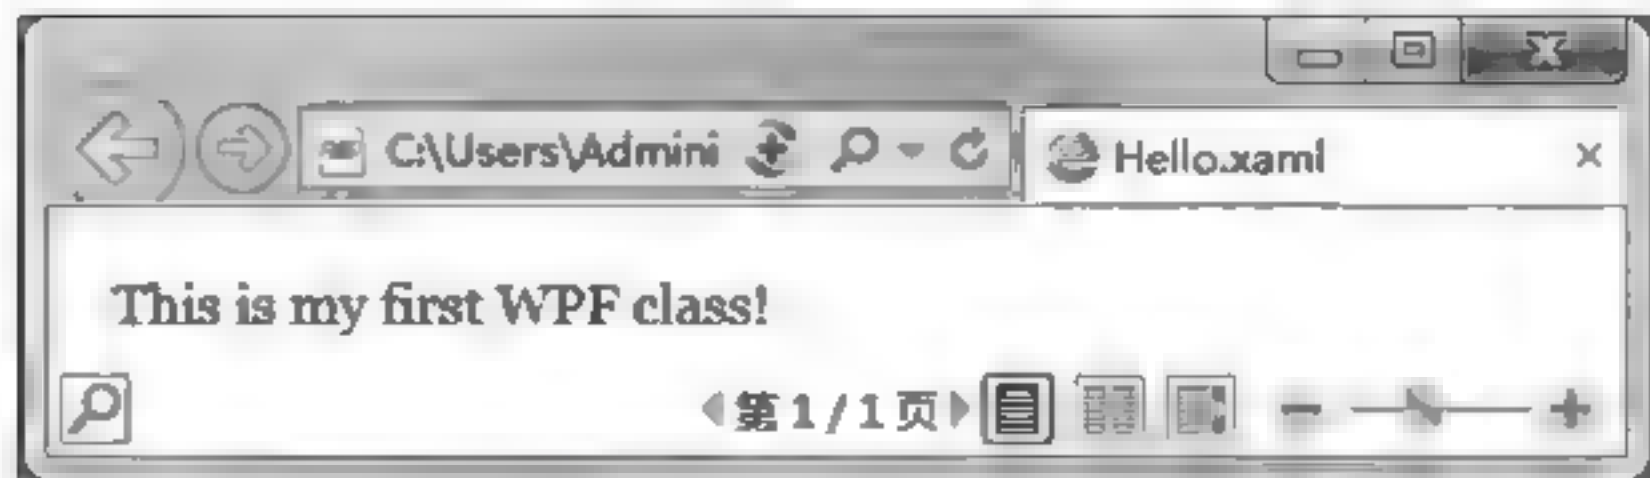 C:\Users\Admini
Hello.xaml
This is my first WPF class!
第 1 / 1 页